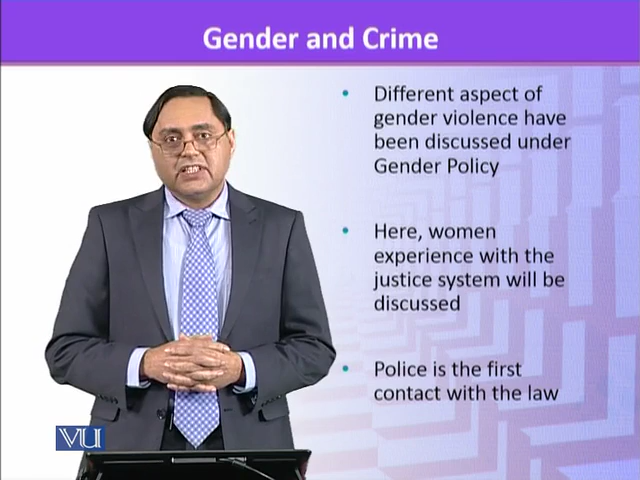 Gender and Crime
• Different aspect of
gender violence have
been discussed under
Gender Policy
• Here, women
experience with the
justice system will be
discussed
• Police is the first
contact with the law
VU